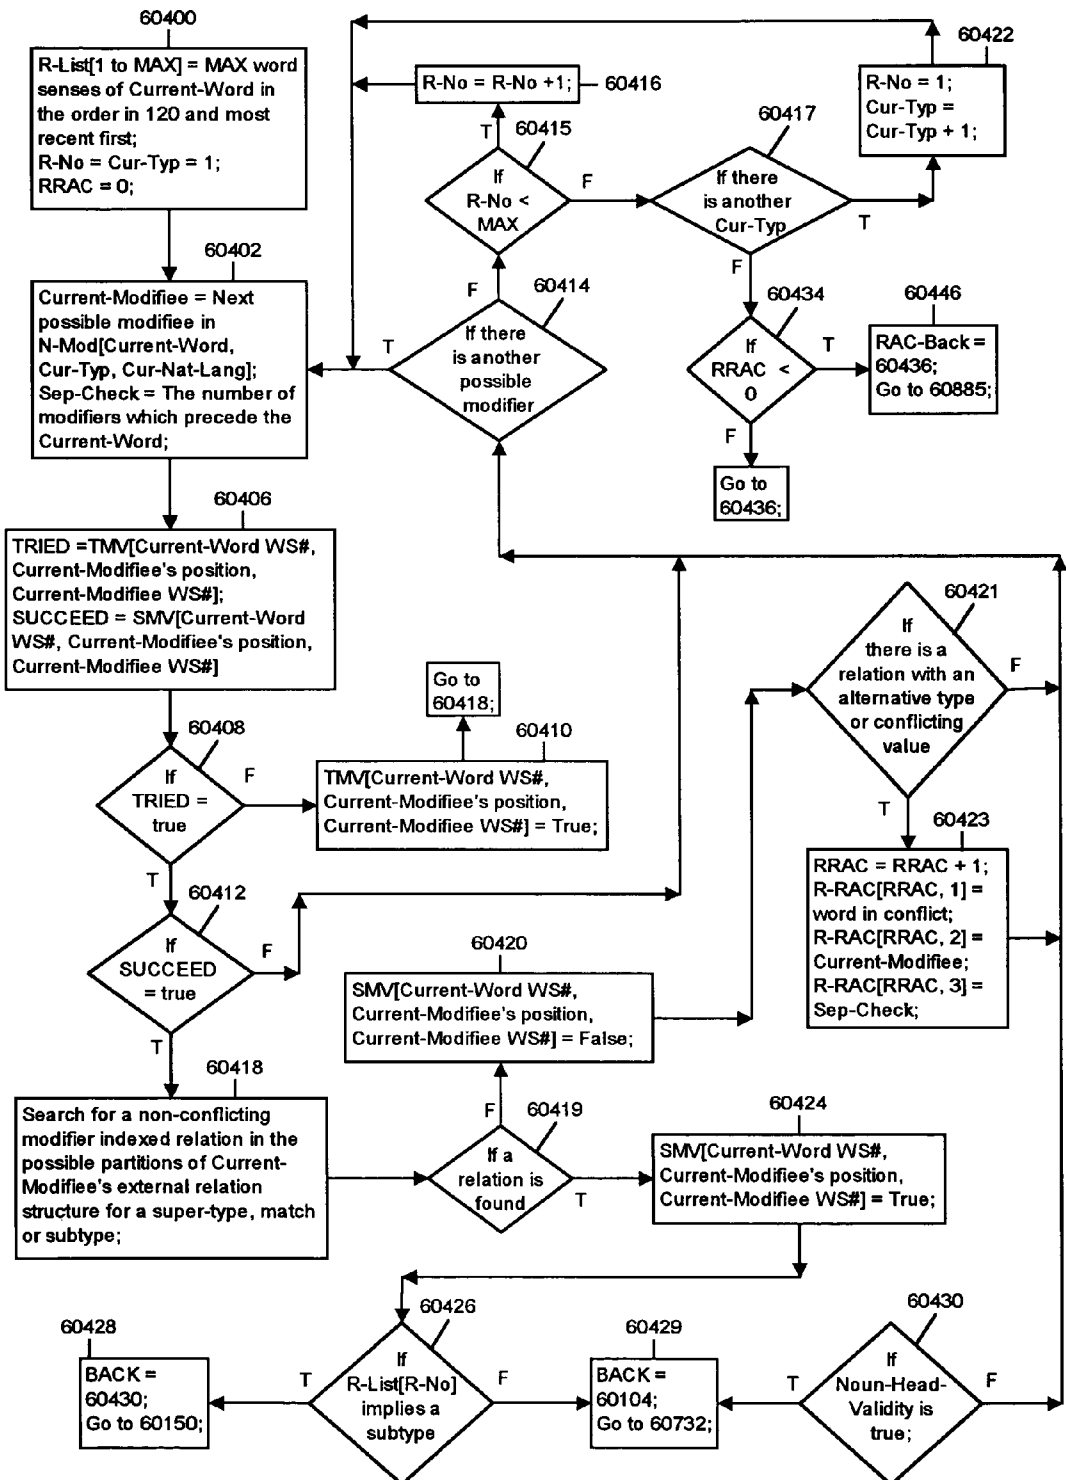 60400
R-List[1 to MAX] = MAX word
senses of Current-Word in
the order in 120 and most
recent first;
R-No = Cur-Typ = 1;
RRAC = 0;
60402
Current-Modifiee = Next
possible modifiee in
N-Mod[Current-Word,
Cur-Typ, Cur-Nat-Lang];
Sep-Check = The number of
modifiers which precede the
Current-Word;
R-No = R-No +1;
60416
T
60415
If
R-No <
MAX
F
60417
If there
is another
Cur-Typ
T
F
60422
R-No = 1;
Cur-Typ =
Cur-Typ + 1;
F
60414
If there
is another
possible
modifier
T
60434
If
RRAC <
0
T
F
60446
RAC-Back =
60436;
Go to 60885;
Go to
60436;
60406
TRIED =TMV[Current-Word WS#,
Current-Modifiee's position,
Current-Modifiee WS#];
SUCCEED = SMV[Current-Word
WS#, Current-Modifiee's position,
Current-Modifiee WS#]
60408
If
TRIED =
true
F
T
Go to
60418;
60410
TMV[Current-Word WS#,
Current-Modifiee's position,
Current-Modifiee WS#] = True;
60421
If
there is a
relation with an
alternative type
or conflicting
value
F
T
60423
RRAC = RRAC + 1;
R-RAC[RRAC, 1] =
word in conflict;
R-RAC[RRAC, 2] =
Current-Modifiee;
R-RAC[RRAC, 3] =
Sep-Check;
60412
If
SUCCEED
= true
F
T
60420
SMV[Current-Word WS#,
Current-Modifiee's position,
Current-Modifiee WS#] = False;
60418
Search for a non-conflicting
modifier indexed relation in the
possible partitions of Current-
Modifiee's external relation
structure for a super-type, match
or subtype;
F
60419
If a
relation is
found
T
60424
SMV[Current-Word WS#,
Current-Modifiee's position,
Current-Modifiee WS#] = True;
60428
BACK =
60430;
Go to 60150;
T
60426
If
R-List[R-No]
implies a
subtype
F
60429
BACK =
60104;
Go to 60732;
T
60430
If
Noun-Head-
Validity is
true;
F